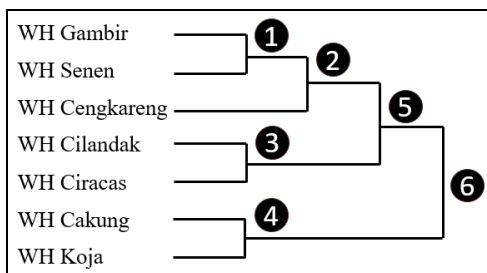 WH Gambir
WH Senen
WH Cengkareng
WH Cilandak
WH Ciracas
WH Cakung
WH Koja
1
2
3
4
5
6